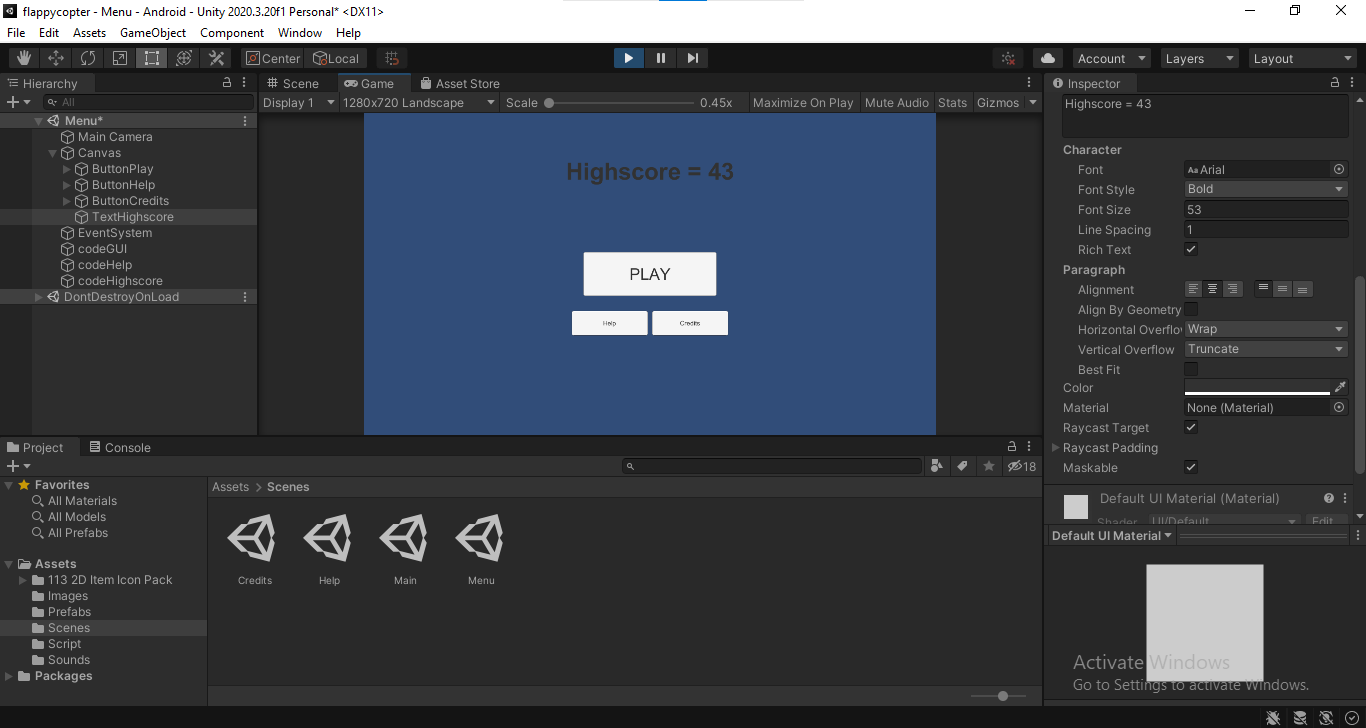 flappycopter - Menu - Android - Unity 2020.3.20f1 Personal* <DX11>
File Edit Assets GameObject Component Window Help
Center Local Account Layers Layout
Hierarchy
All
Menu*
Main Camera
Canvas
ButtonPlay
ButtonHelp
ButtonCredits
TextHighscore
EventSystem
codeGUI
codeHelp
codeHighscore
DontDestroyOnLoad
Scene Game Asset Store
Display 1 1280x720 Landscape Scale 0.45x Maximize On Play Mute Audio Stats Gizmos
Highscore = 43
PLAY
Help Credits
Inspector
Highscore = 43
Character
Font Aa Arial
Font Style Bold
Font Size 53
Line Spacing 1
Rich Text
Paragraph
Alignment
Align By Geometry
Horizontal Overflo Wrap
Vertical Overflow Truncate
Best Fit
Color
Material None (Material)
Raycast Target
Raycast Padding
Maskable
Default UI Material (Material)
Shader UI/Default Edit
Default UI Material
Project Console
18
Favorites
All Materials
All Models
All Prefabs
Assets
113 2D Item Icon Pack
Images
Prefabs
Scenes
Script
Sounds
Packages
Assets > Scenes
Credits Help Main Menu
Activate Windows
Go to Settings to activate Windows.